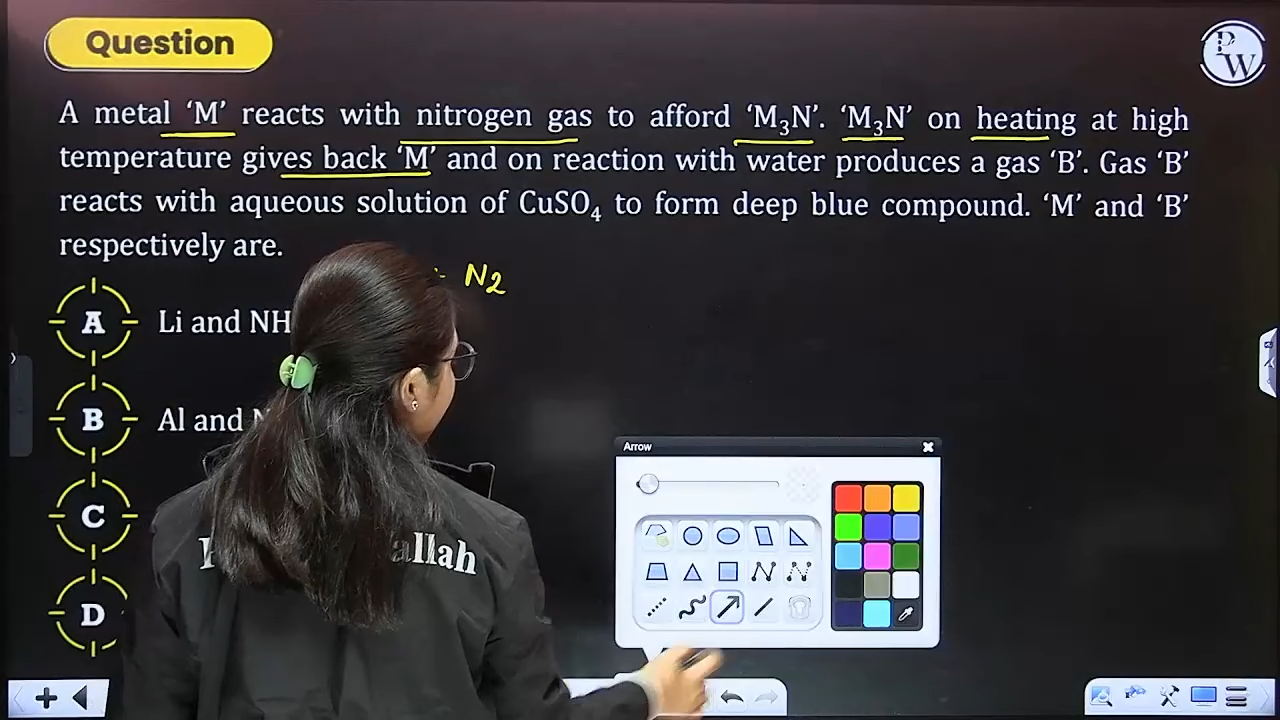 Question
PW
A metal ‘M’ reacts with nitrogen gas to afford ‘M₃N’. ‘M₃N’ on heating at high
temperature gives back ‘M’ and on reaction with water produces a gas ‘B’. Gas ‘B’
reacts with aqueous solution of CuSO₄ to form deep blue compound. ‘M’ and ‘B’
respectively are.
N₂
A Li and NH
B Al and
C
D
Arrow
allah